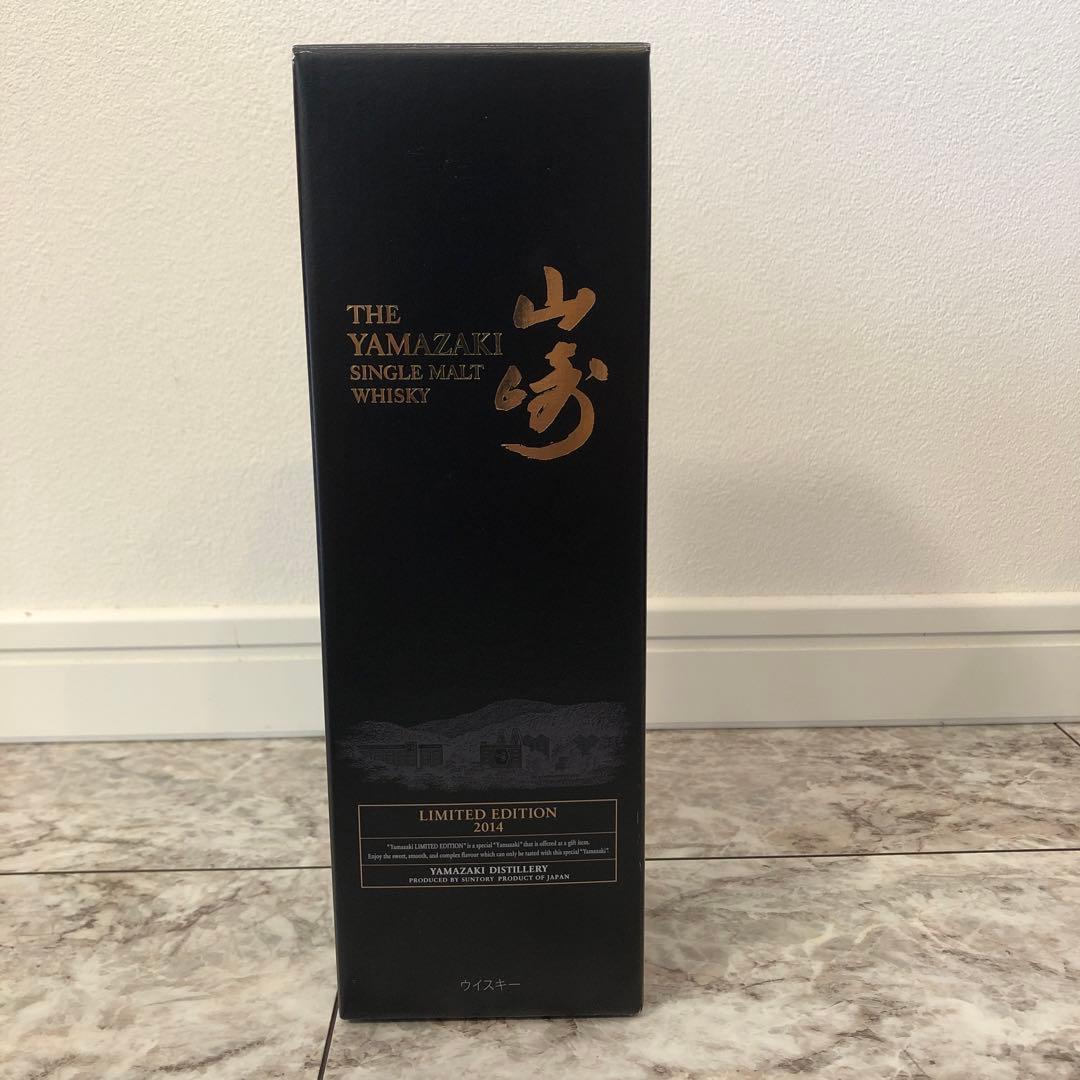 THE
YAMAZAKI
SINGLE MALT
WHISKY
山崎
LIMITED EDITION
2014
"Yamazaki LIMITED EDITION" is a special "Yamazaki" that is offered as a gift item.
Enjoy the sweet, smooth, and complex flavour which can only be tasted with this special "Yamazaki".
YAMAZAKI DISTILLERY
PRODUCED BY SUNTORY PRODUCT OF JAPAN
ウイスキー